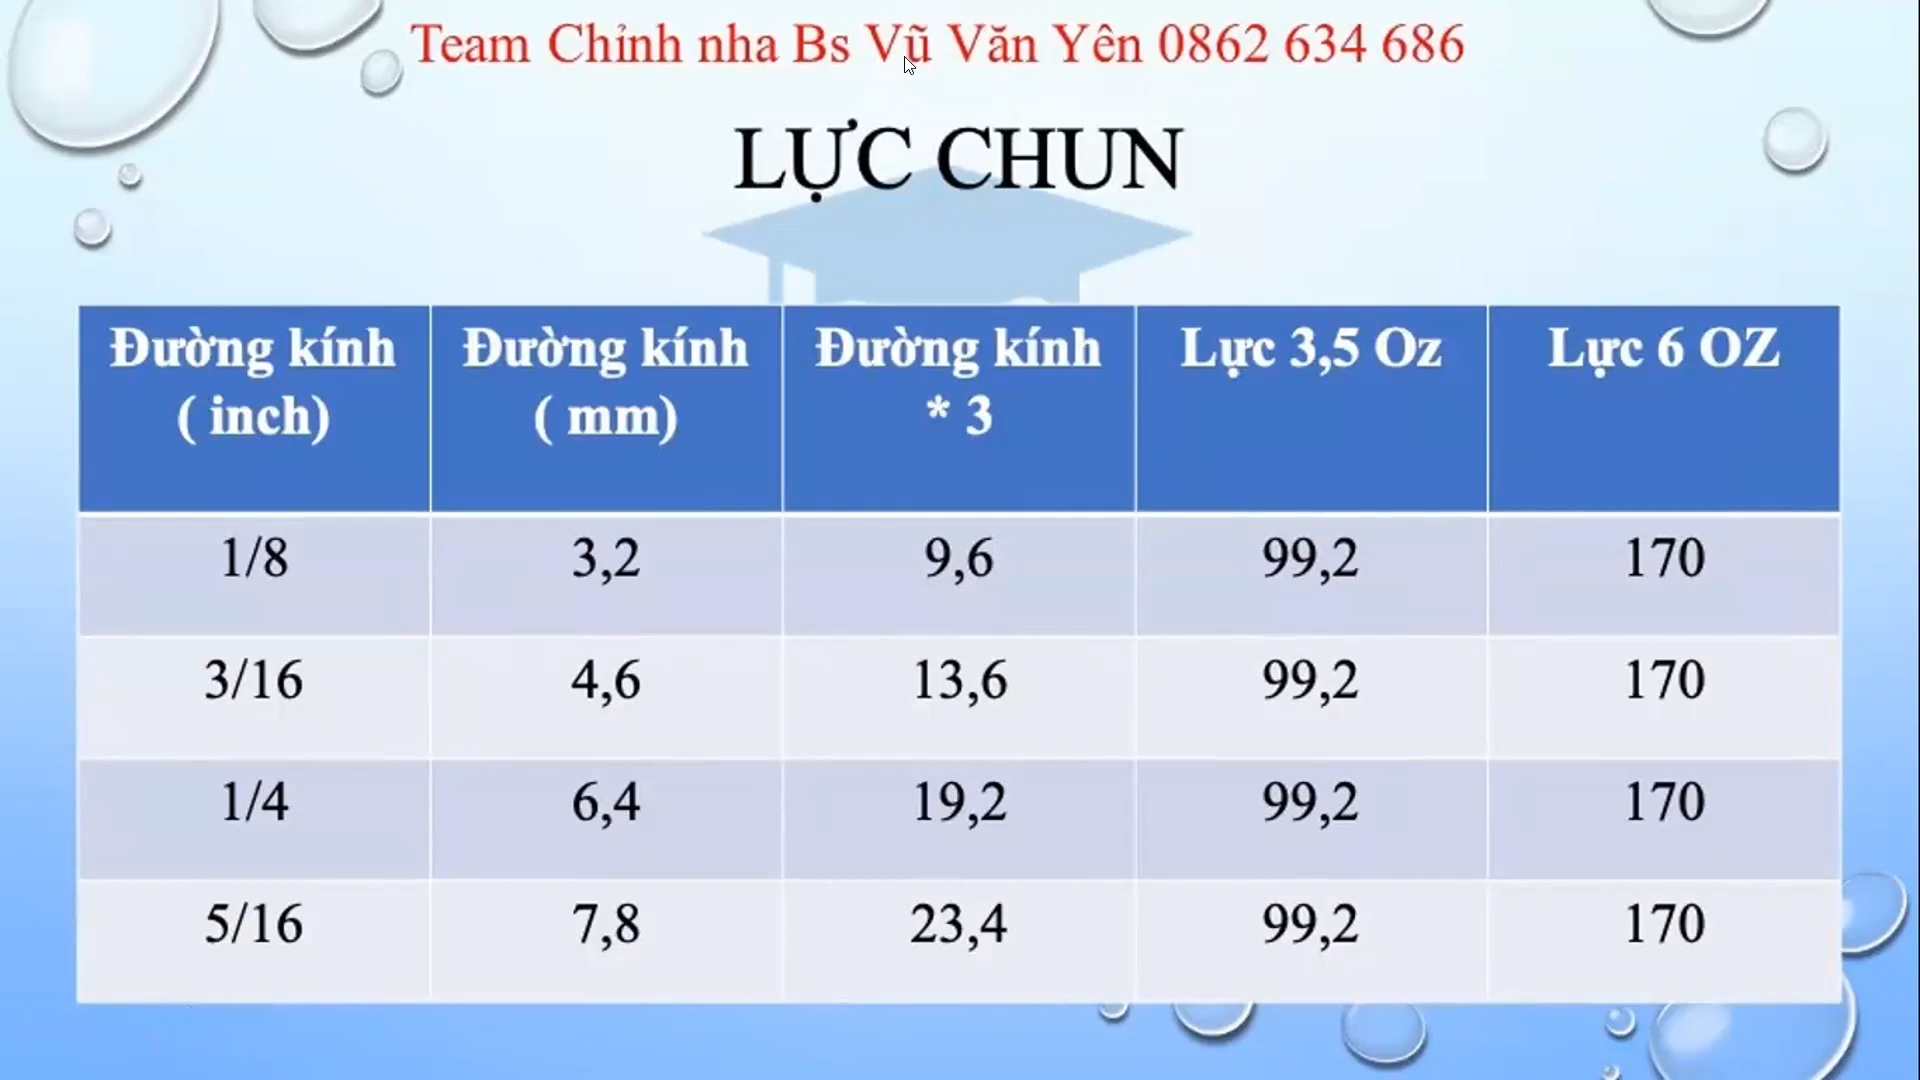 Team Chỉnh nha Bs Vũ Văn Yên 0862 634 686
LỰC CHUN
Đường kính ( inch) Đường kính ( mm) Đường kính * 3 Lực 3,5 Oz Lực 6 OZ
1/8 3,2 9,6 99,2 170
3/16 4,6 13,6 99,2 170
1/4 6,4 19,2 99,2 170
5/16 7,8 23,4 99,2 170